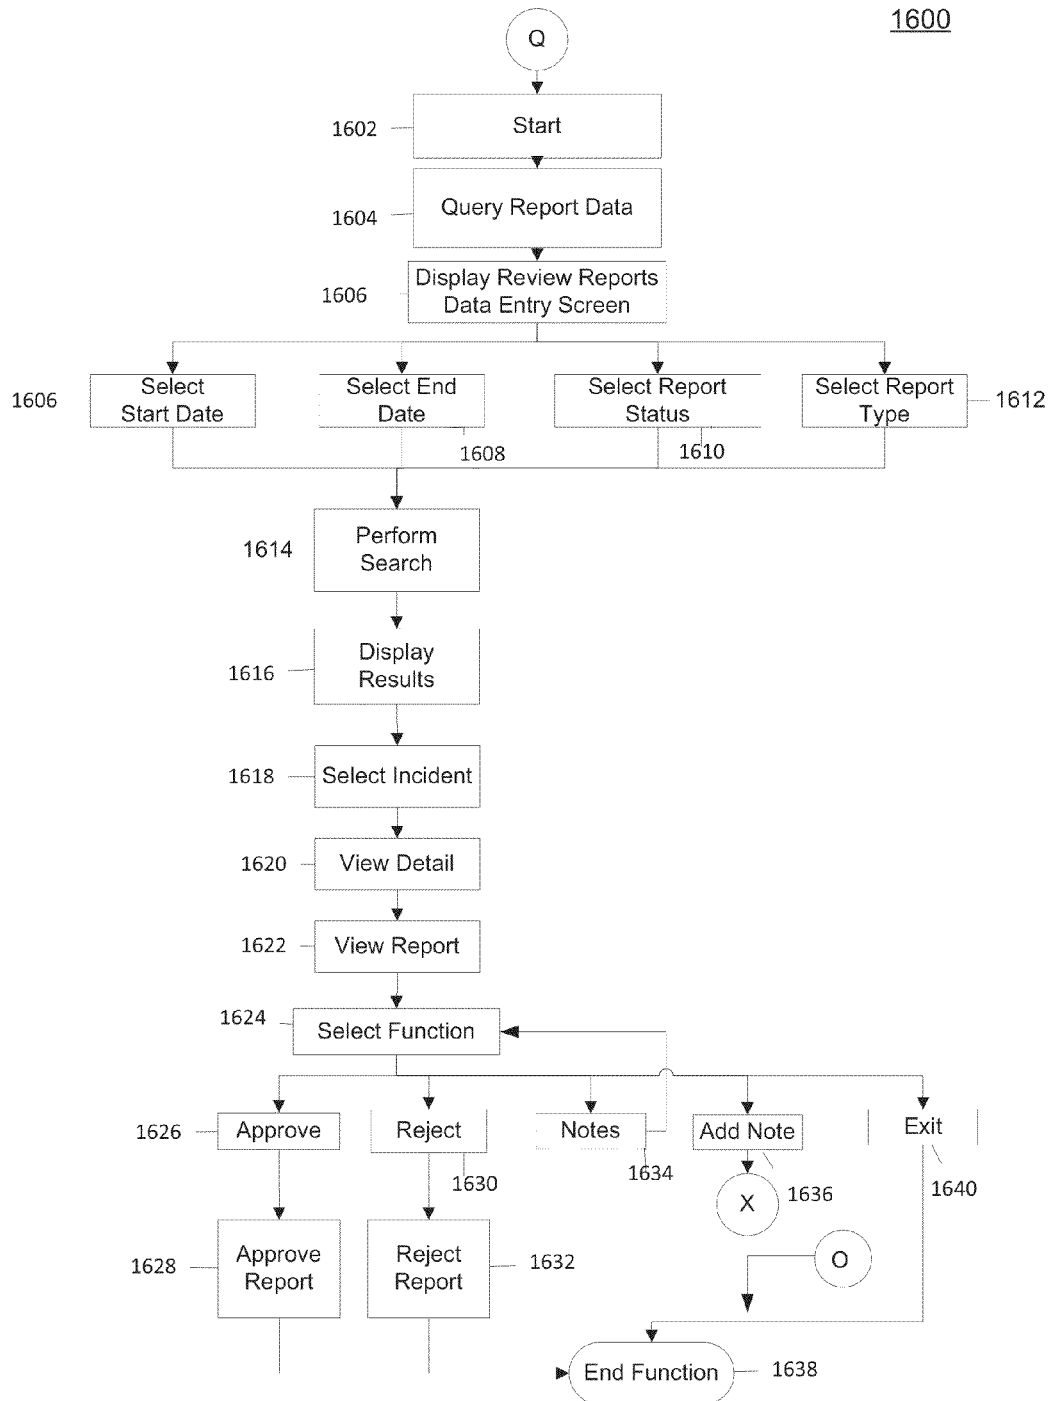 1600
Q
1602
Start
1604
Query Report Data
1606
Display Review Reports
Data Entry Screen
1606
Select
Start Date
Select End
Date
1608
Select Report
Status
1610
Select Report
Type
1612
1614
Perform
Search
1616
Display
Results
1618
Select Incident
1620
View Detail
1622
View Report
1624
Select Function
1626
Approve
Reject
1630
Notes
1634
Add Note
1636
Exit
1640
X
1628
Approve
Report
Reject
Report
1632
O
End Function
1638